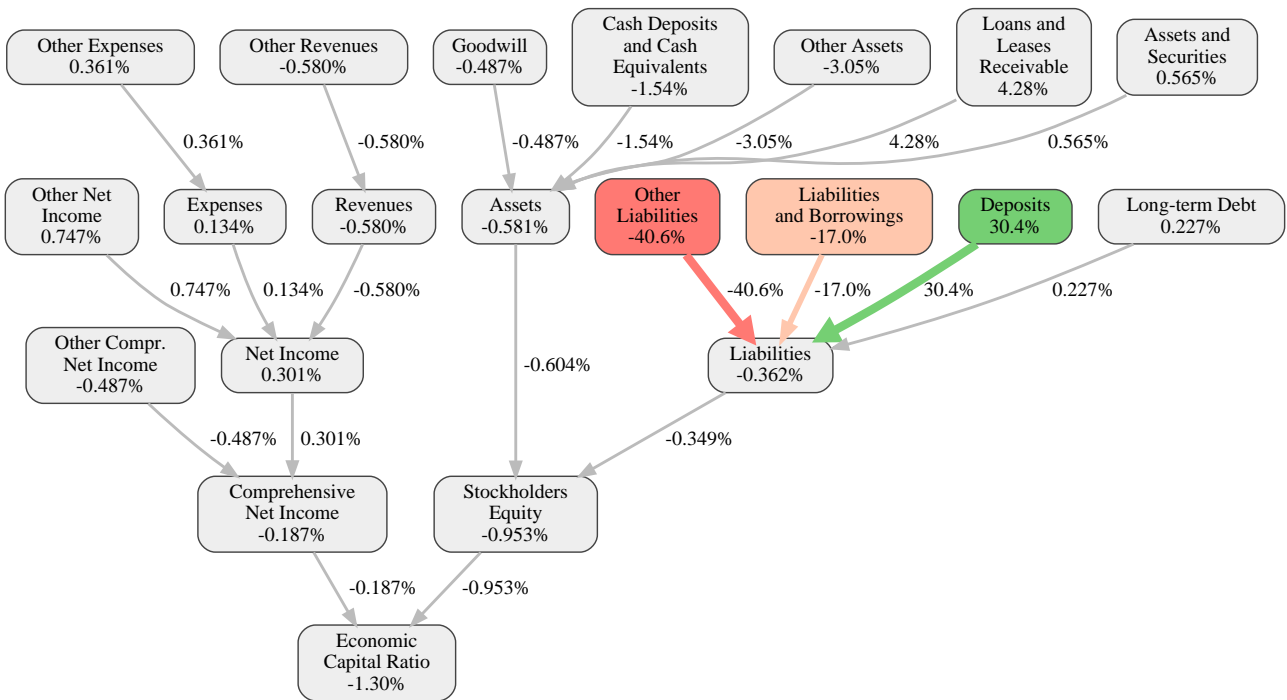 Other Expenses
0.361%
Other Revenues
-0.580%
Goodwill
-0.487%
Cash Deposits
and Cash
Equivalents
-1.54%
Other Assets
-3.05%
Loans and
Leases
Receivable
4.28%
Assets and
Securities
0.565%
0.361%
-0.580%
-0.487%
-1.54%
-3.05%
4.28%
0.565%
Other Net
Income
0.747%
Expenses
0.134%
Revenues
-0.580%
Assets
-0.581%
Other
Liabilities
-40.6%
Liabilities
and Borrowings
-17.0%
Deposits
30.4%
Long-term Debt
0.227%
0.747%
0.134%
-0.580%
-40.6%
-17.0%
30.4%
0.227%
Other Compr.
Net Income
-0.487%
Net Income
0.301%
-0.604%
Liabilities
-0.362%
-0.487%
0.301%
-0.349%
Comprehensive
Net Income
-0.187%
Stockholders
Equity
-0.953%
-0.187%
-0.953%
Economic
Capital Ratio
-1.30%